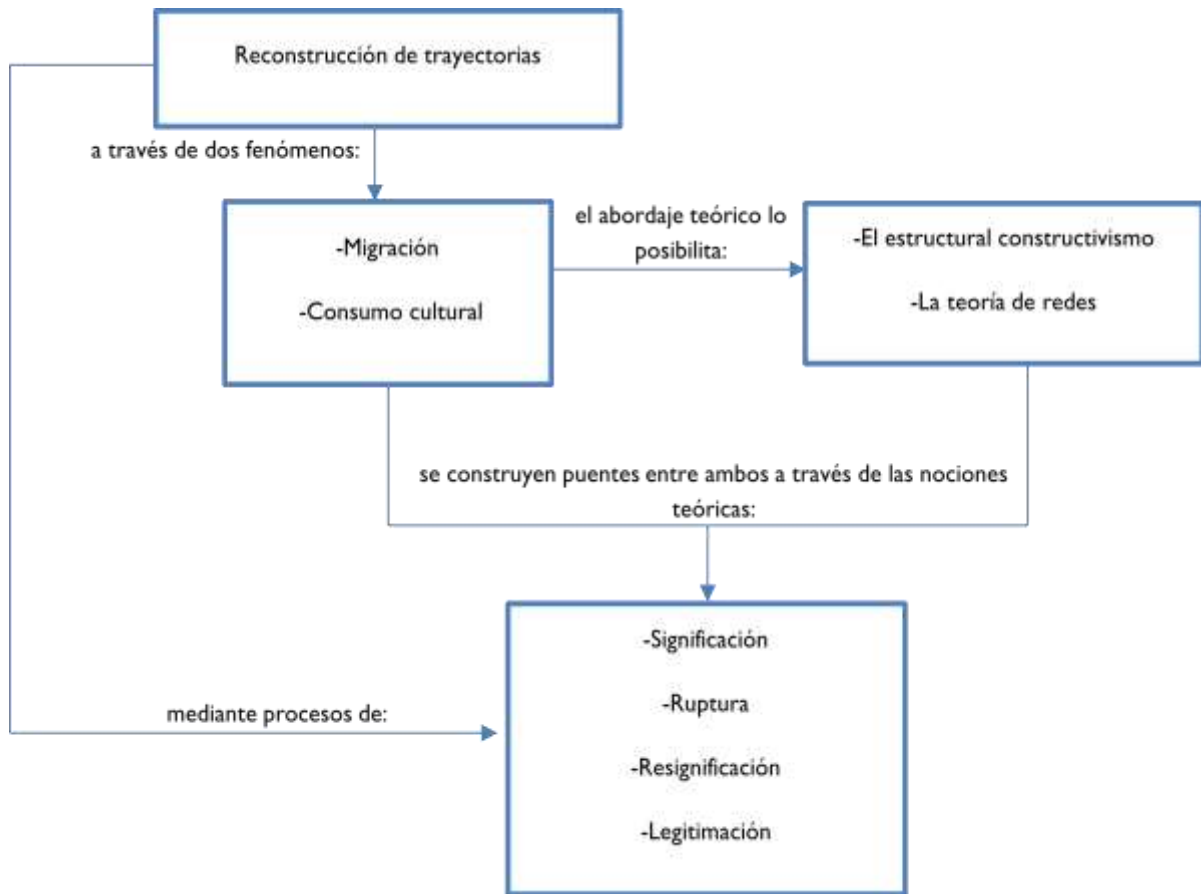 Reconstrucción de trayectorias
a través de dos fenómenos:
-Migración
-Consumo cultural
el abordaje teórico lo
posibilita:
-El estructural constructivismo
-La teoría de redes
se construyen puentes entre ambos a través de las nociones
teóricas:
mediante procesos de:
-Significación
-Ruptura
-Resignificación
-Legitimación